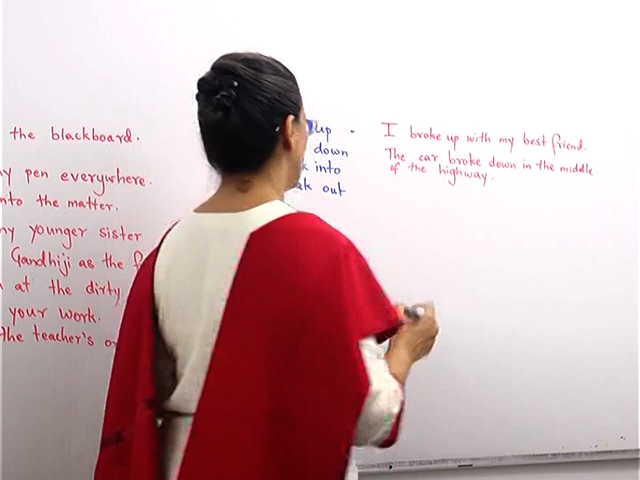 the blackboard.
pen everywhere.
into the matter.
my younger sister
Gandhiji as the
at the dirty,
your work.
the teacher's
up -
down
into
out
I broke up with my best friend.
The car broke down in the middle
of the highway.